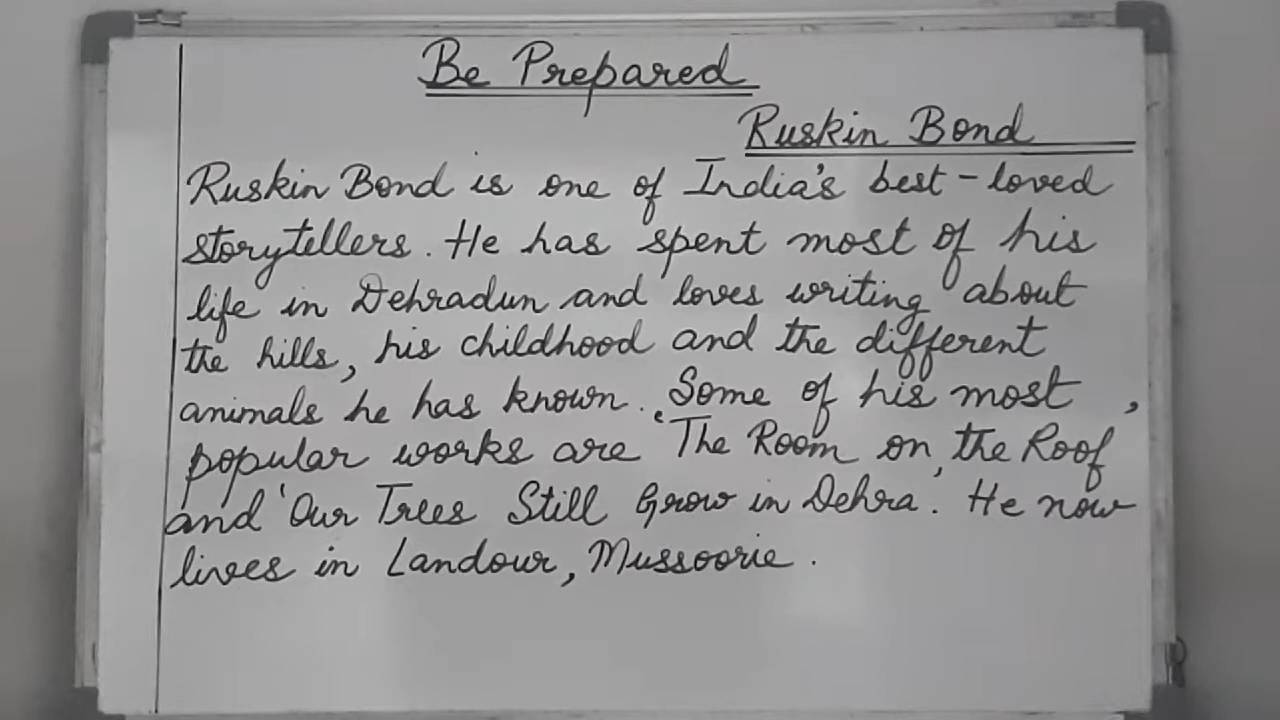 Be Prepared
Ruskin Bond
Ruskin Bond is one of India's best-loved
storytellers. He has spent most of his
life in Dehradun and loves writing about
the hills, his childhood and the different
animals he has known. Some of his most
popular works are 'The Room on the Roof'
and 'Our Trees Still Grow in Dehra'. He now
lives in Landour, Mussoorie.